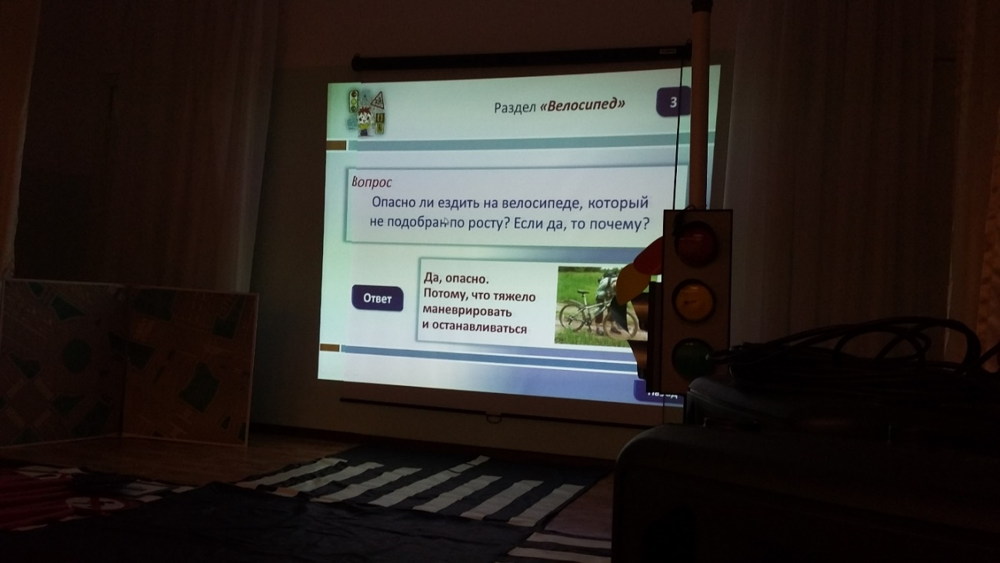 Раздел «Велосипед»
3
Вопрос
Опасно ли ездить на велосипеде, который
не подобран по росту? Если да, то почему?
Ответ
Да, опасно.
Потому, что тяжело
маневрировать
и останавливаться
Назад